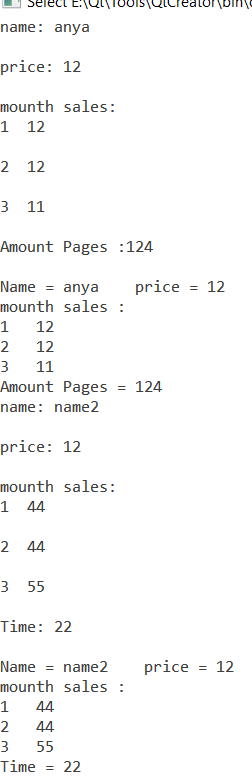 Select E:\Qt\Tools\QtCreator\bin\
name: anya
price: 12
mounth sales:
1  12
2  12
3  11
Amount Pages :124
Name = anya    price = 12
mounth sales :
1   12
2   12
3   11
Amount Pages = 124
name: name2
price: 12
mounth sales:
1  44
2  44
3  55
Time: 22
Name = name2    price = 12
mounth sales :
1   44
2   44
3   55
Time = 22